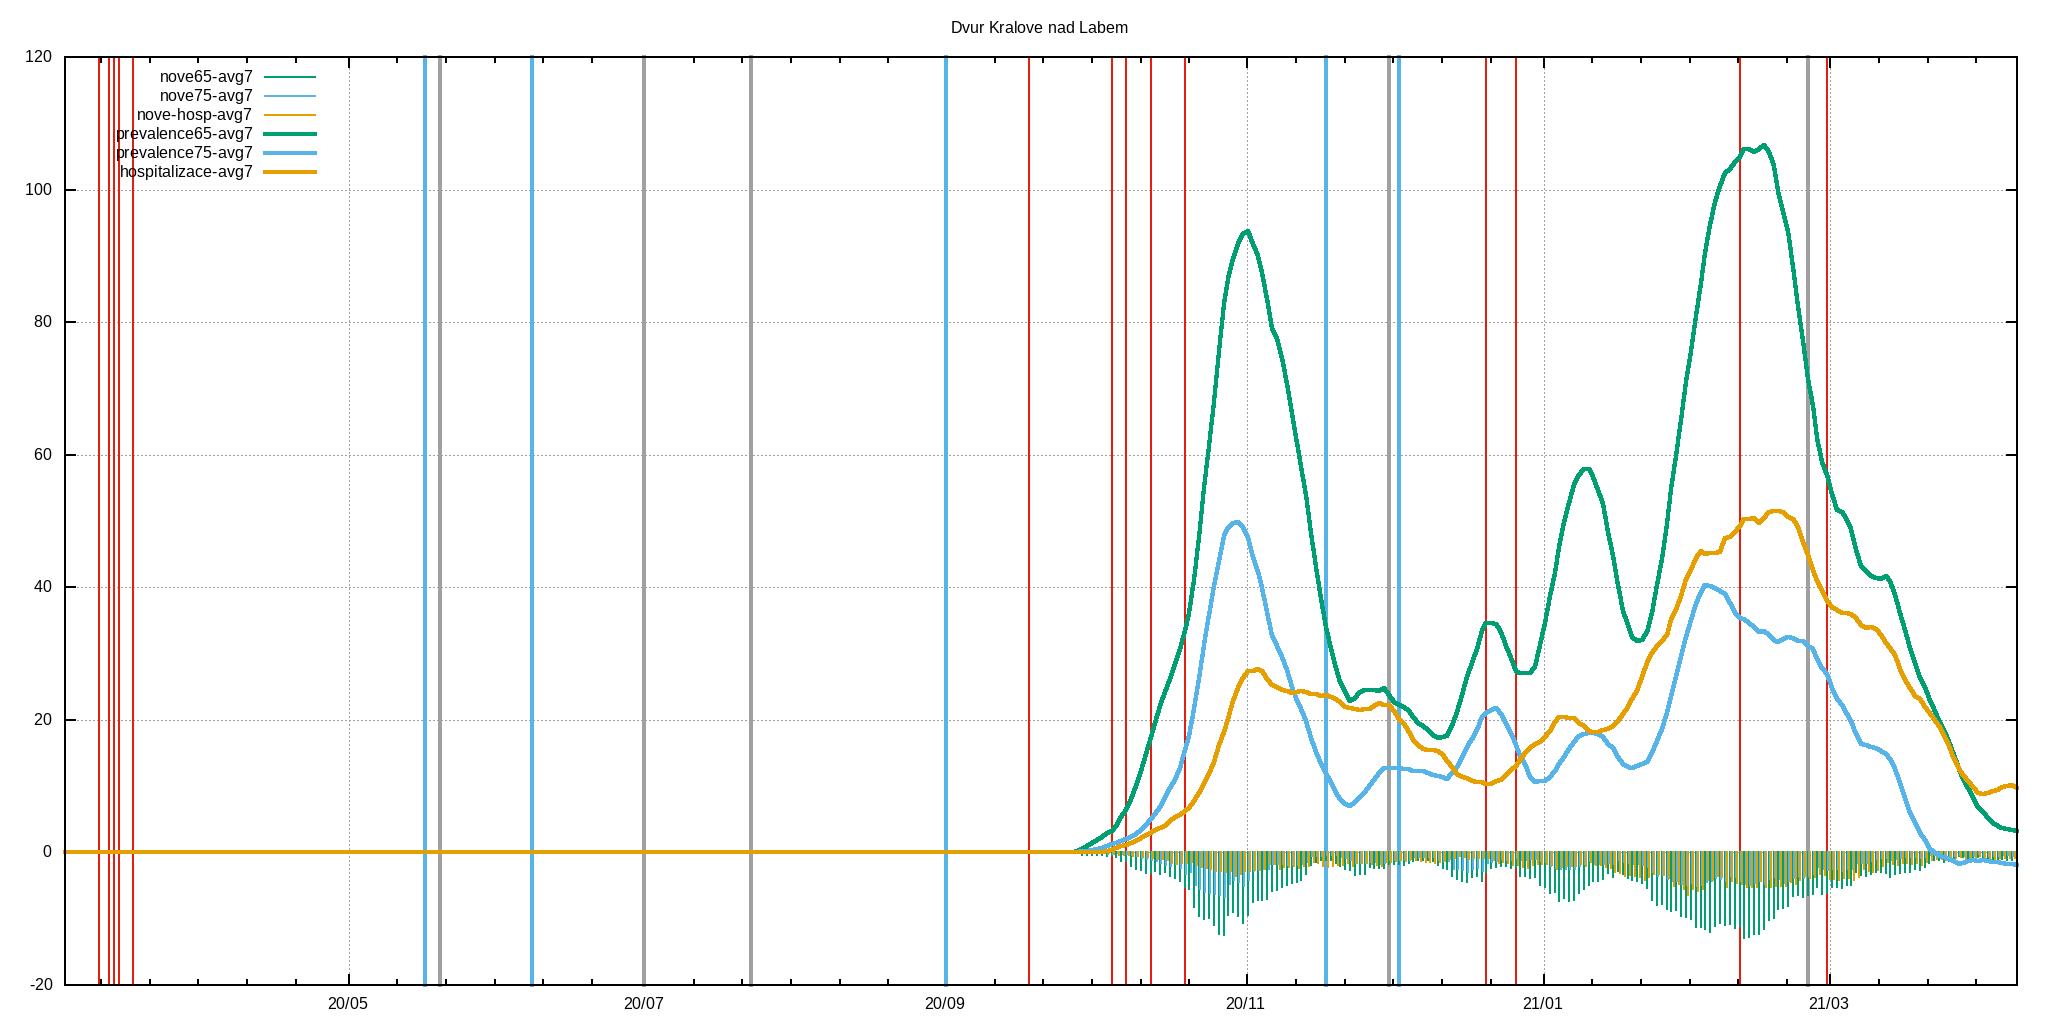 Dvur Kralove nad Labem
120
100
80
60
40
20
0
-20
nove65-avg7
nove75-avg7
nove-hosp-avg7
prevalence65-avg7
prevalence75-avg7
hospitalizace-avg7
20/05 20/07 20/09 20/11 21/01 21/03